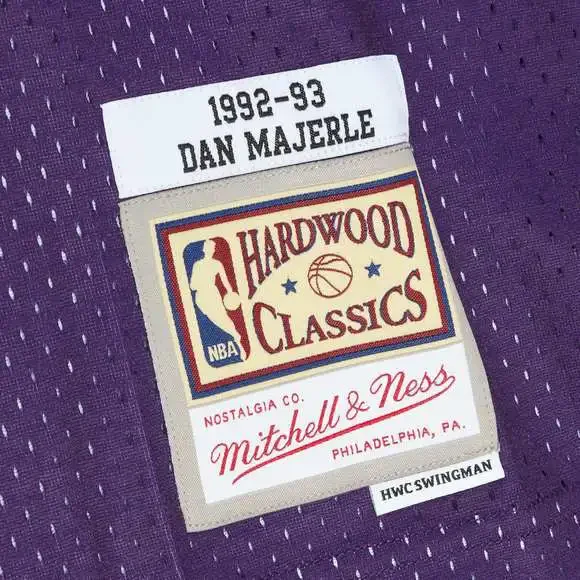 1992-93
DAN MAJERLE
HARDWOOD
CLASSICS
NBA
NOSTALGIA CO.
Mitchell & Ness
PHILADELPHIA, PA.
HWC SWINGMAN